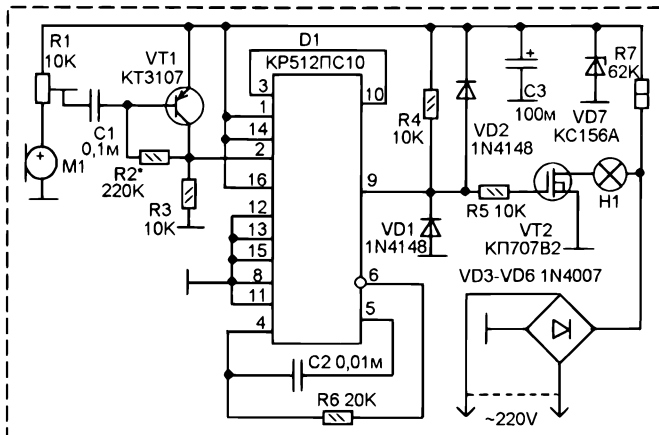 R1
10K
VT1
КТ3107
C1
0,1м
R2*
220K
R3
10K
M1
D1
КР512ПС10
3
1
14
2
16
12
13
15
8
11
4
10
9
6
5
C2 0,01м
R6 20K
R4
10K
VD1
1N4148
VD2
1N4148
R5 10K
C3
100м
VD7
КС156А
R7
62K
H1
VT2
КП707В2
VD3-VD6 1N4007
~220V